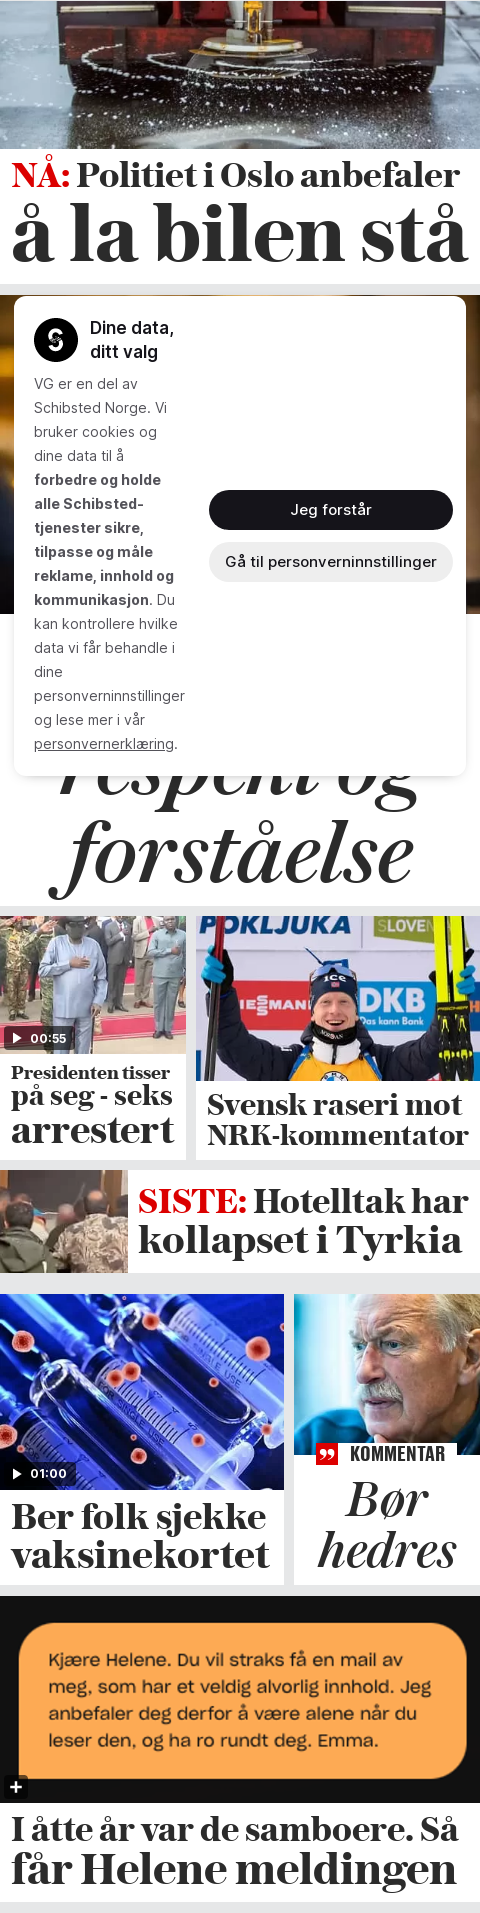 NÅ: Politiet i Oslo anbefaler
å la bilen stå
Dine data,
ditt valg
VG er en del av
Schibsted Norge. Vi
bruker cookies og
dine data til å
forbedre og holde
alle Schibsted-
tjenester sikre,
tilpasse og måle
reklame, innhold og
kommunikasjon. Du
kan kontrollere hvilke
data vi får behandle i
dine
personverninnstillinger
og lese mer i vår
personvernerklæring.
Jeg forstår
Gå til personverninnstillinger
respekt og
forståelse
00:55
Presidenten tisser
på seg - seks
arrestert
POKLJUKA
SLOVEN
ICE
SIEMANN
DKB
Das kann Bank
Svensk raseri mot
NRK-kommentator
SISTE: Hotelltak har
kollapset i Tyrkia
01:00
Ber folk sjekke
vaksinekortet
KOMMENTAR
Bør
hedres
Kjære Helene. Du vil straks få en mail av
meg, som har et veldig alvorlig innhold. Jeg
anbefaler deg derfor å være alene når du
leser den, og ha ro rundt deg. Emma.
I åtte år var de samboere. Så
får Helene meldingen